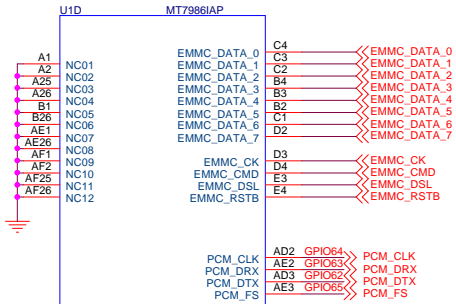 U1D MT7986IAP
A1 NC01
A2 NC02
A25 NC03
A26 NC04
B1 NC05
B26 NC06
AE1 NC07
AE26 NC08
AF1 NC09
AF2 NC10
AF25 NC11
AF26 NC12
EMMC_DATA_0 C4 EMMC_DATA_0
EMMC_DATA_1 C3 EMMC_DATA_1
EMMC_DATA_2 C2 EMMC_DATA_2
EMMC_DATA_3 B4 EMMC_DATA_3
EMMC_DATA_4 B3 EMMC_DATA_4
EMMC_DATA_5 B2 EMMC_DATA_5
EMMC_DATA_6 C1 EMMC_DATA_6
EMMC_DATA_7 D2 EMMC_DATA_7
EMMC_CK D3 EMMC_CK
EMMC_CMD D4 EMMC_CMD
EMMC_DSL E3 EMMC_DSL
EMMC_RSTB E4 EMMC_RSTB
PCM_CLK AD2 GPIO64 PCM_CLK
PCM_DRX AE2 GPIO63 PCM_DRX
PCM_DTX AD3 GPIO62 PCM_DTX
PCM_FS AE3 GPIO65 PCM_FS